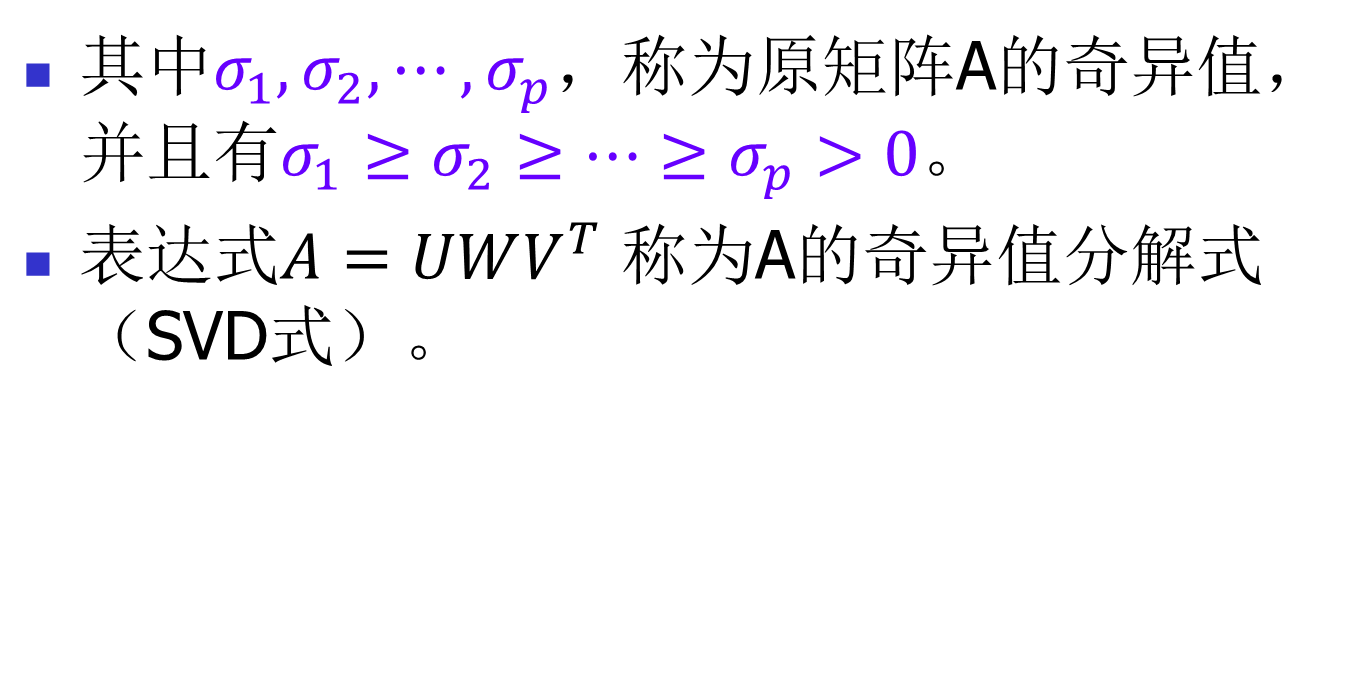 其中σ₁,σ₂,⋯,σₚ，称为原矩阵A的奇异值，
并且有σ₁ ≥ σ₂ ≥ ⋯ ≥ σₚ > 0。
表达式A = UWVᵀ 称为A的奇异值分解式
（SVD式）。